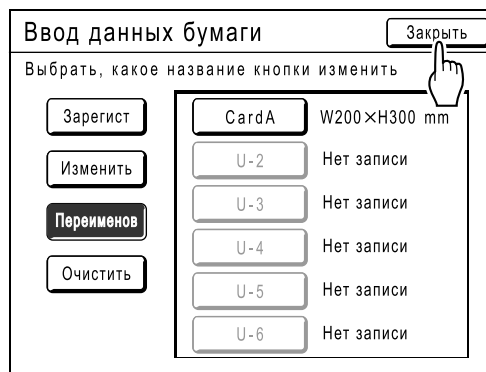 Ввод данных бумаги
Закрыть
Выбрать, какое название кнопки изменить
Зарегист
CardA W200×H300 mm
Изменить
U-2 Нет записи
Переименов
U-3 Нет записи
U-4 Нет записи
Очистить
U-5 Нет записи
U-6 Нет записи